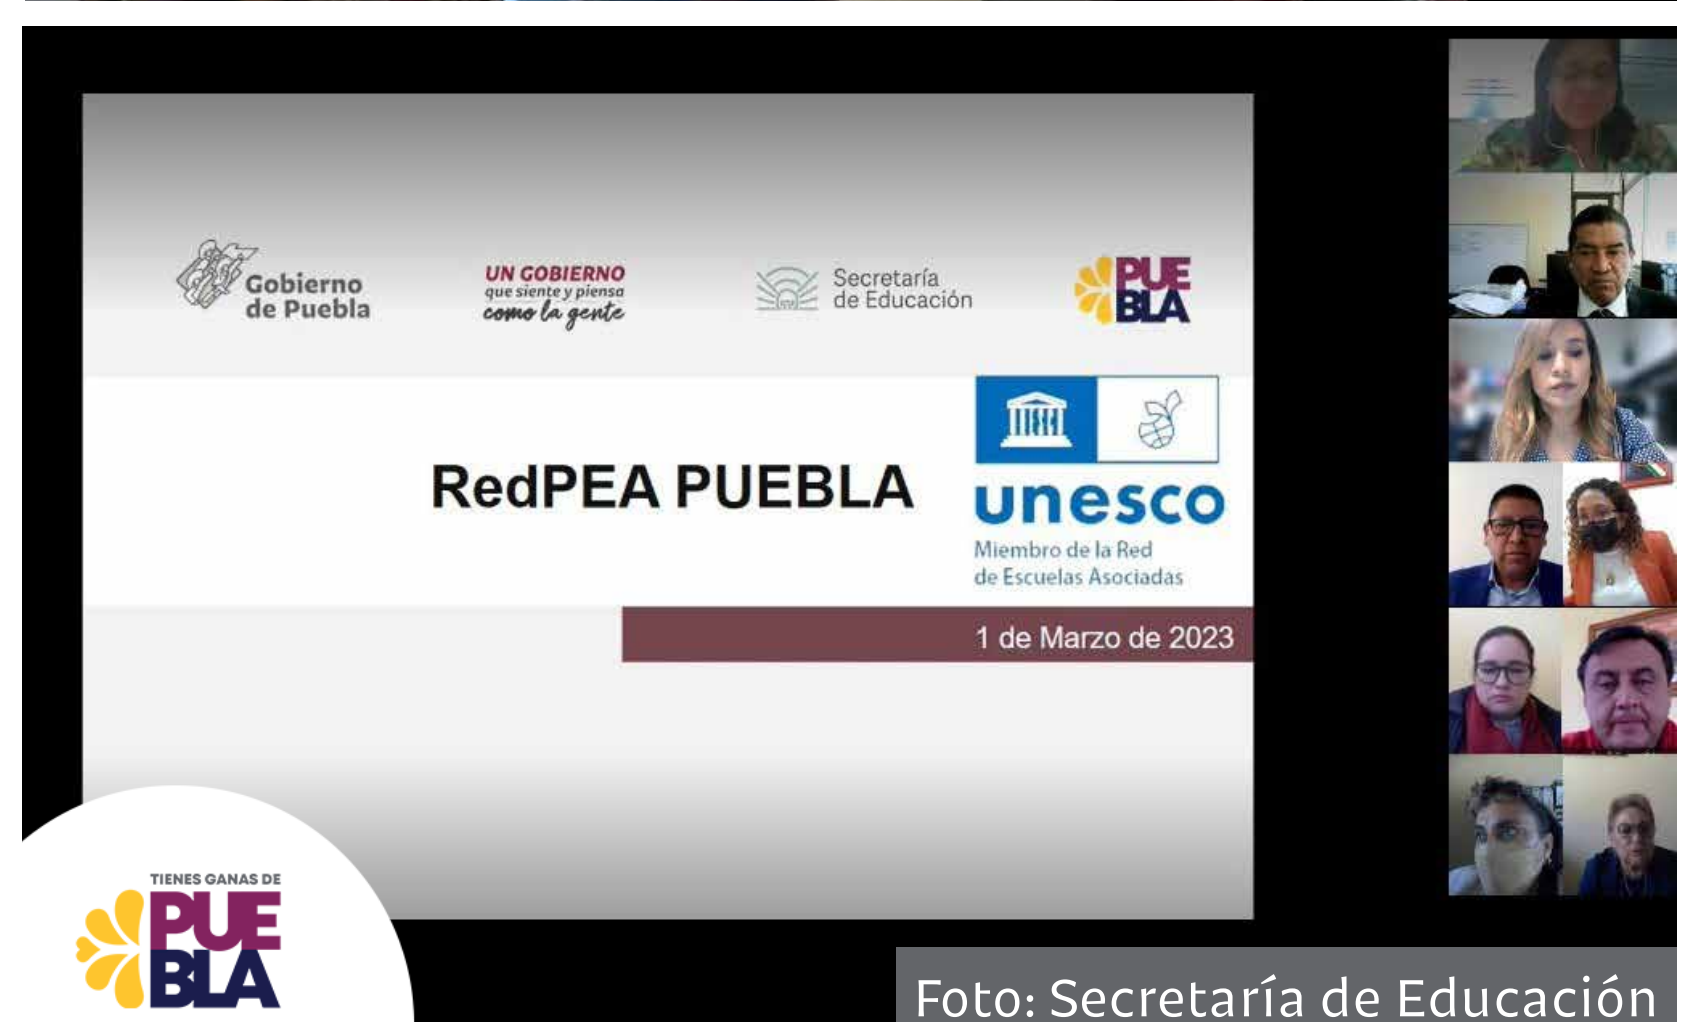 Gobierno
de Puebla
UN GOBIERNO
que siente y piensa
como la gente
Secretaría
de Educación
PUE
BLA
RedPEA PUEBLA
unesco
Miembro de la Red
de Escuelas Asociadas
1 de Marzo de 2023
TIENES GANAS DE
PUE
BLA
Foto: Secretaría de Educación